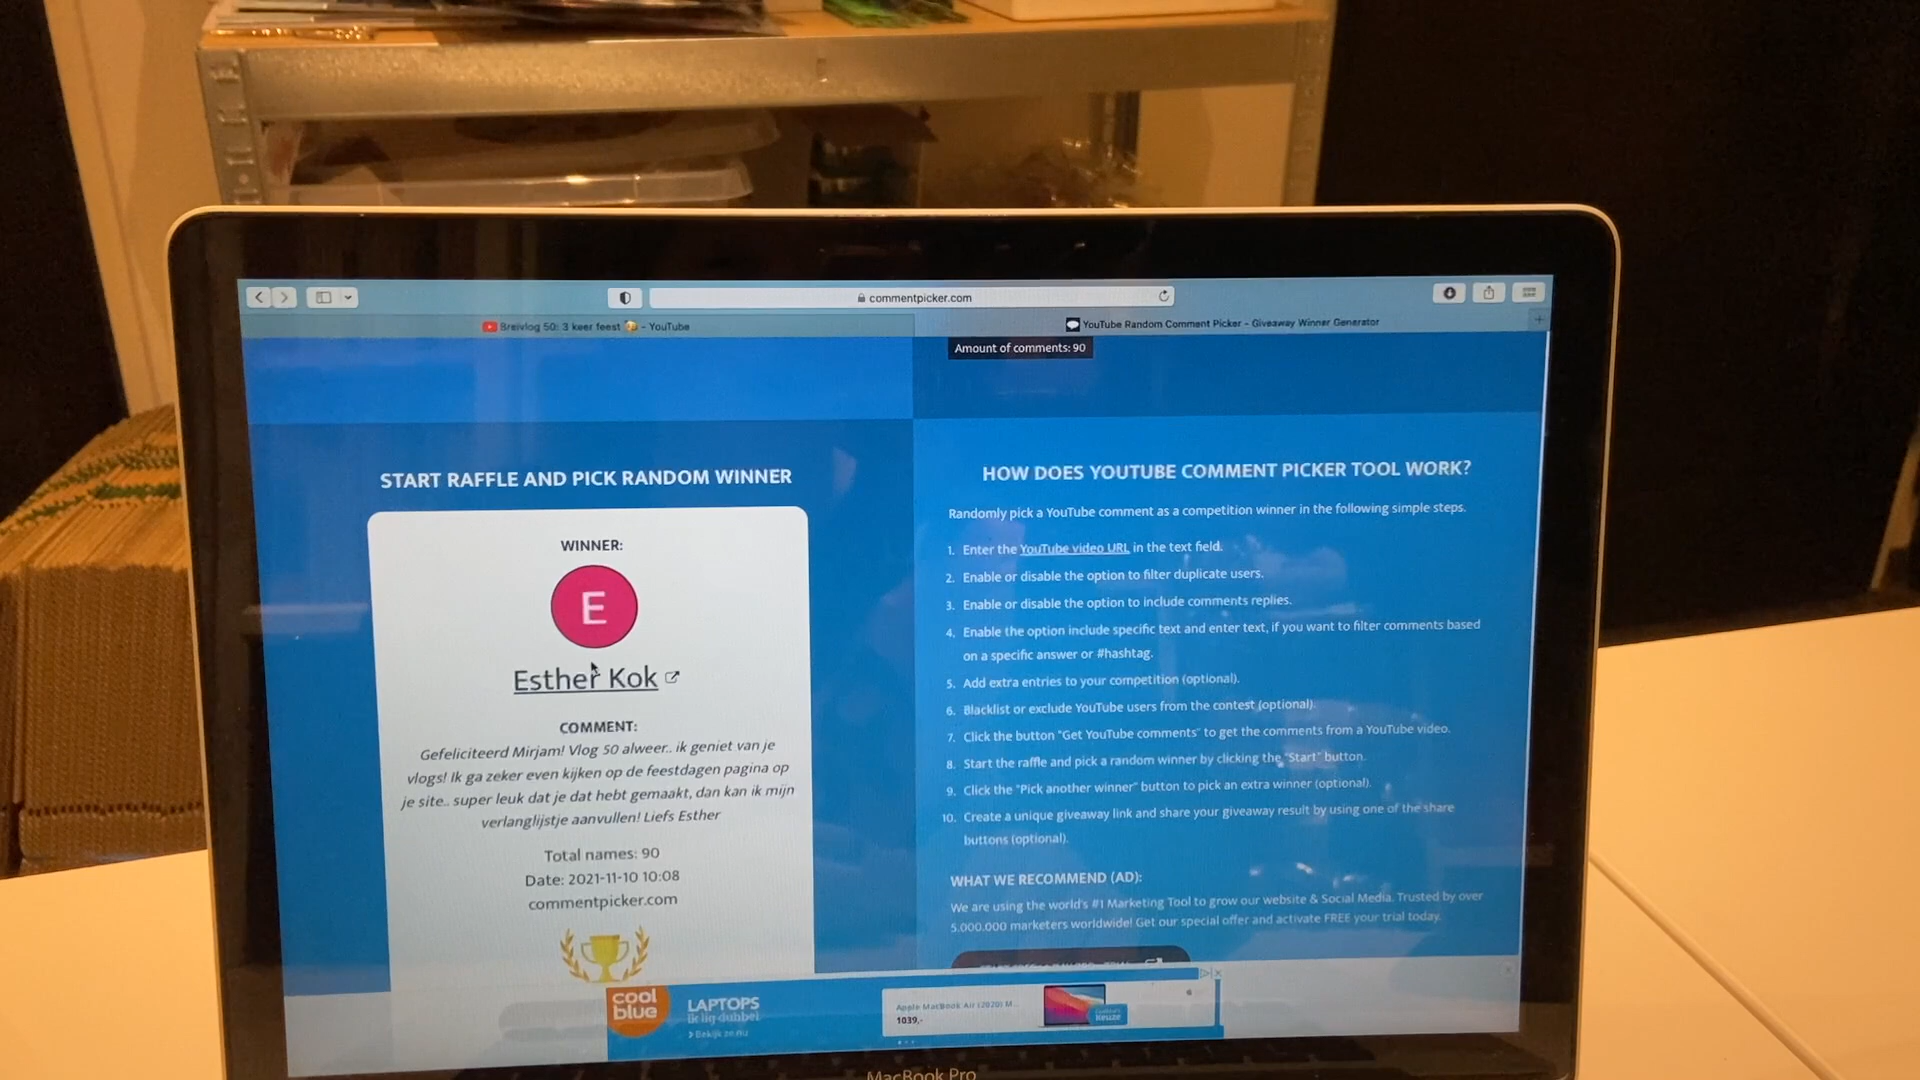 commentpicker.com
Breivlog 50: 3 keer feest 🥳 - YouTube
YouTube Random Comment Picker - Giveaway Winner Generator
Amount of comments: 90
START RAFFLE AND PICK RANDOM WINNER
WINNER:
E
Esther Kok
COMMENT:
Gefeliciteerd Mirjam! Vlog 50 alweer.. ik geniet van je
vlogs! Ik ga zeker even kijken op de feestdagen pagina op
je site.. super leuk dat je dat hebt gemaakt, dan kan ik mijn
verlanglijstje aanvullen! Liefs Esther
Total names: 90
Date: 2021-11-10 10:08
commentpicker.com
HOW DOES YOUTUBE COMMENT PICKER TOOL WORK?
Randomly pick a YouTube comment as a competition winner in the following simple steps.
1. Enter the YouTube video URL in the text field.
2. Enable or disable the option to filter duplicate users.
3. Enable or disable the option to include comments replies.
4. Enable the option include specific text and enter text, if you want to filter comments based
on a specific answer or #hashtag.
5. Add extra entries to your competition (optional).
6. Blacklist or exclude YouTube users from the contest (optional).
7. Click the button "Get YouTube comments" to get the comments from a YouTube video.
8. Start the raffle and pick a random winner by clicking the "Start" button.
9. Click the "Pick another winner" button to pick an extra winner (optional).
10. Create a unique giveaway link and share your giveaway result by using one of the share
buttons (optional).
WHAT WE RECOMMEND (AD):
We are using the world's #1 Marketing Tool to grow our website & Social Media. Trusted by over
5.000.000 marketers worldwide! Get our special offer and activate FREE your trial today.
cool
blue
LAPTOPS
Ik lig dubbel
> Bekijk ze nu
Apple MacBook Air (2020) M...
1039,-
Keuze
MacBook Pro